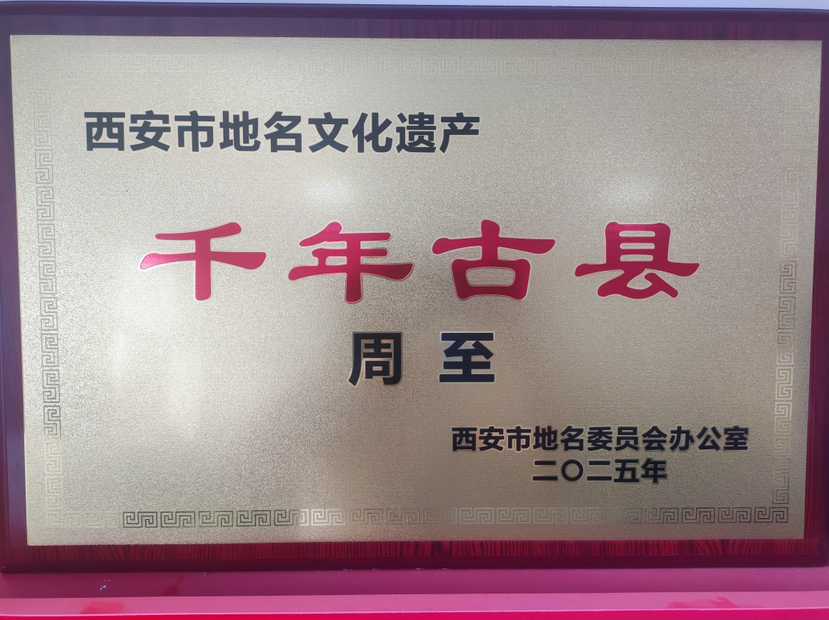 西安市地名文化遗产
千年古县
周至
西安市地名委员会办公室
二〇二五年